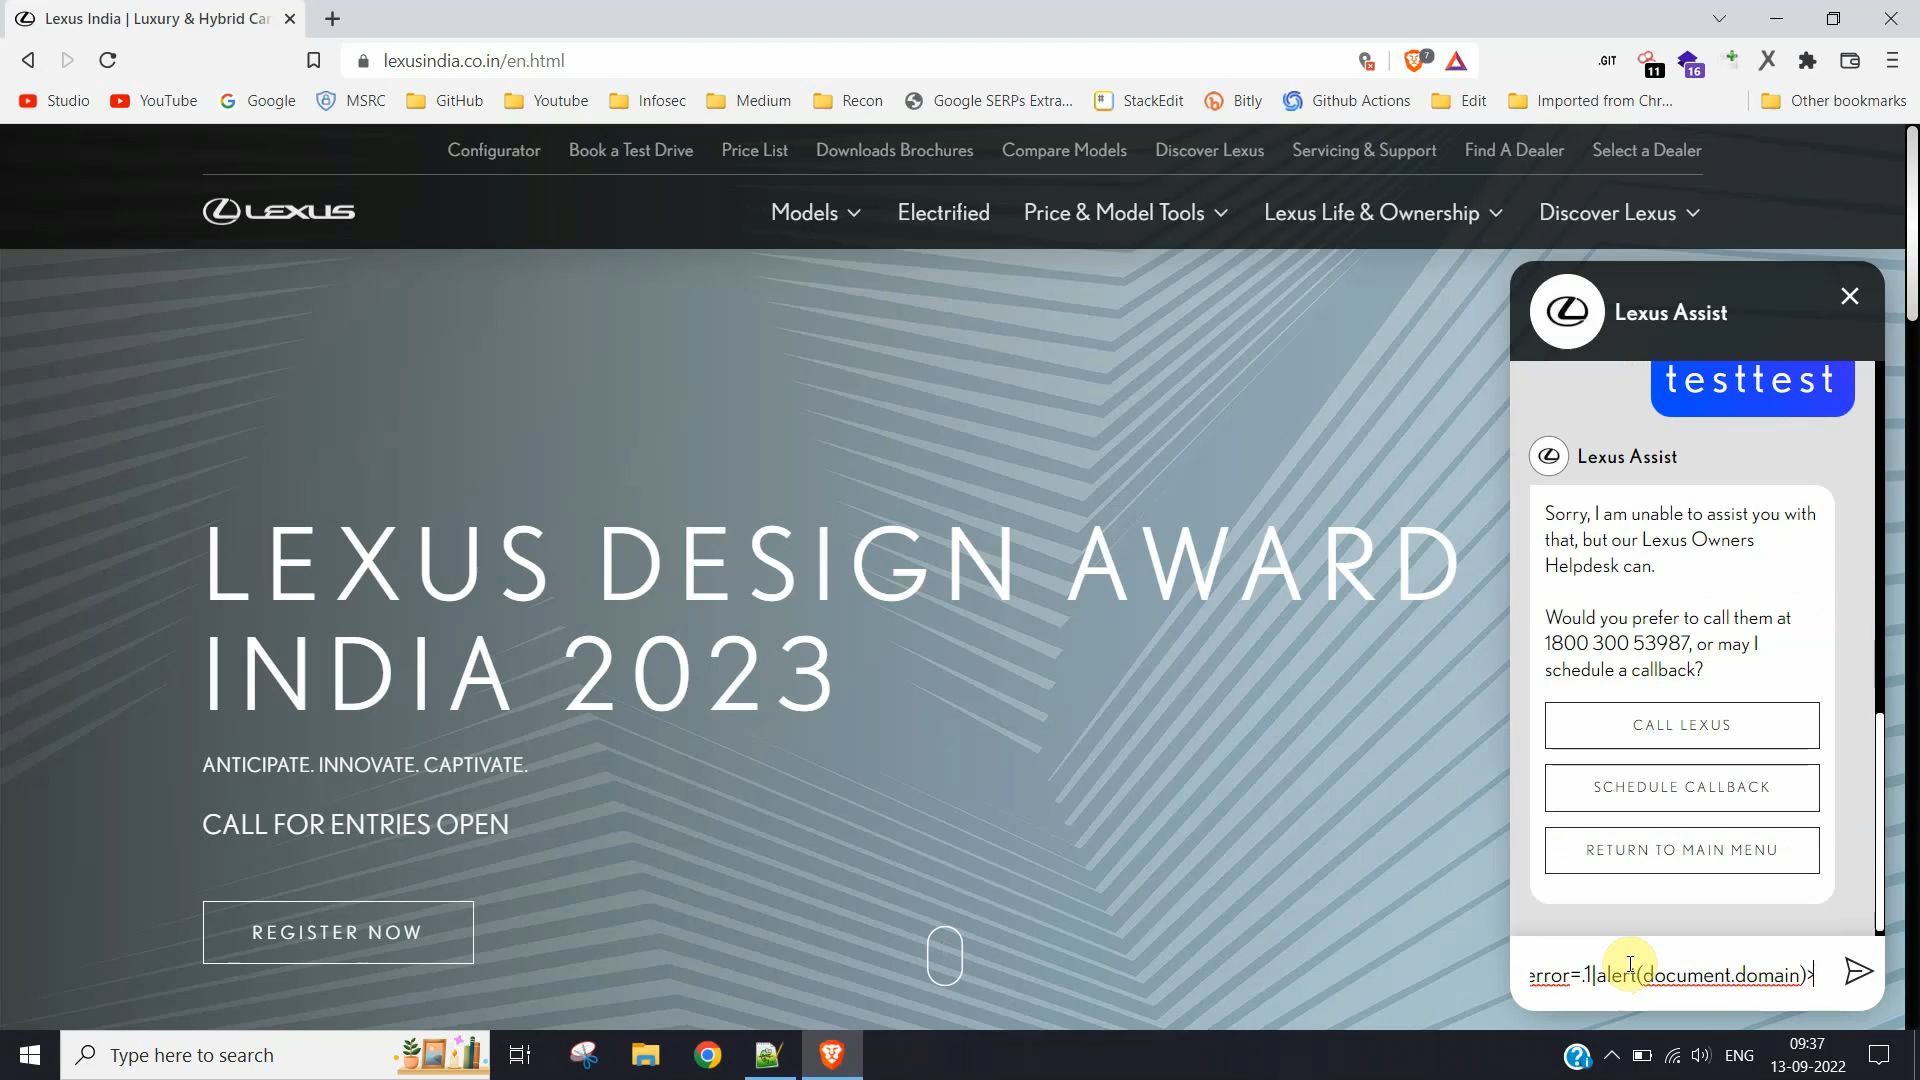 Lexus India | Luxury & Hybrid Car
lexusindia.co.in/en.html
7
.GIT
11
16
Studio
YouTube
Google
MSRC
GitHub
Youtube
Infosec
Medium
Recon
Google SERPs Extra...
StackEdit
Bitly
Github Actions
Edit
Imported from Chr...
Other bookmarks
Configurator
Book a Test Drive
Price List
Downloads Brochures
Compare Models
Discover Lexus
Servicing & Support
Find A Dealer
Select a Dealer
LEXUS
Models
Electrified
Price & Model Tools
Lexus Life & Ownership
Discover Lexus
LEXUS DESIGN AWARD
INDIA 2023
ANTICIPATE. INNOVATE. CAPTIVATE.
CALL FOR ENTRIES OPEN
REGISTER NOW
Lexus Assist
testtest
Lexus Assist
Sorry, I am unable to assist you with
that, but our Lexus Owners
Helpdesk can.
Would you prefer to call them at
1800 300 53987, or may I
schedule a callback?
CALL LEXUS
SCHEDULE CALLBACK
RETURN TO MAIN MENU
error=.1|alert(document.domain)>
Type here to search
ENG
09:37
13-09-2022